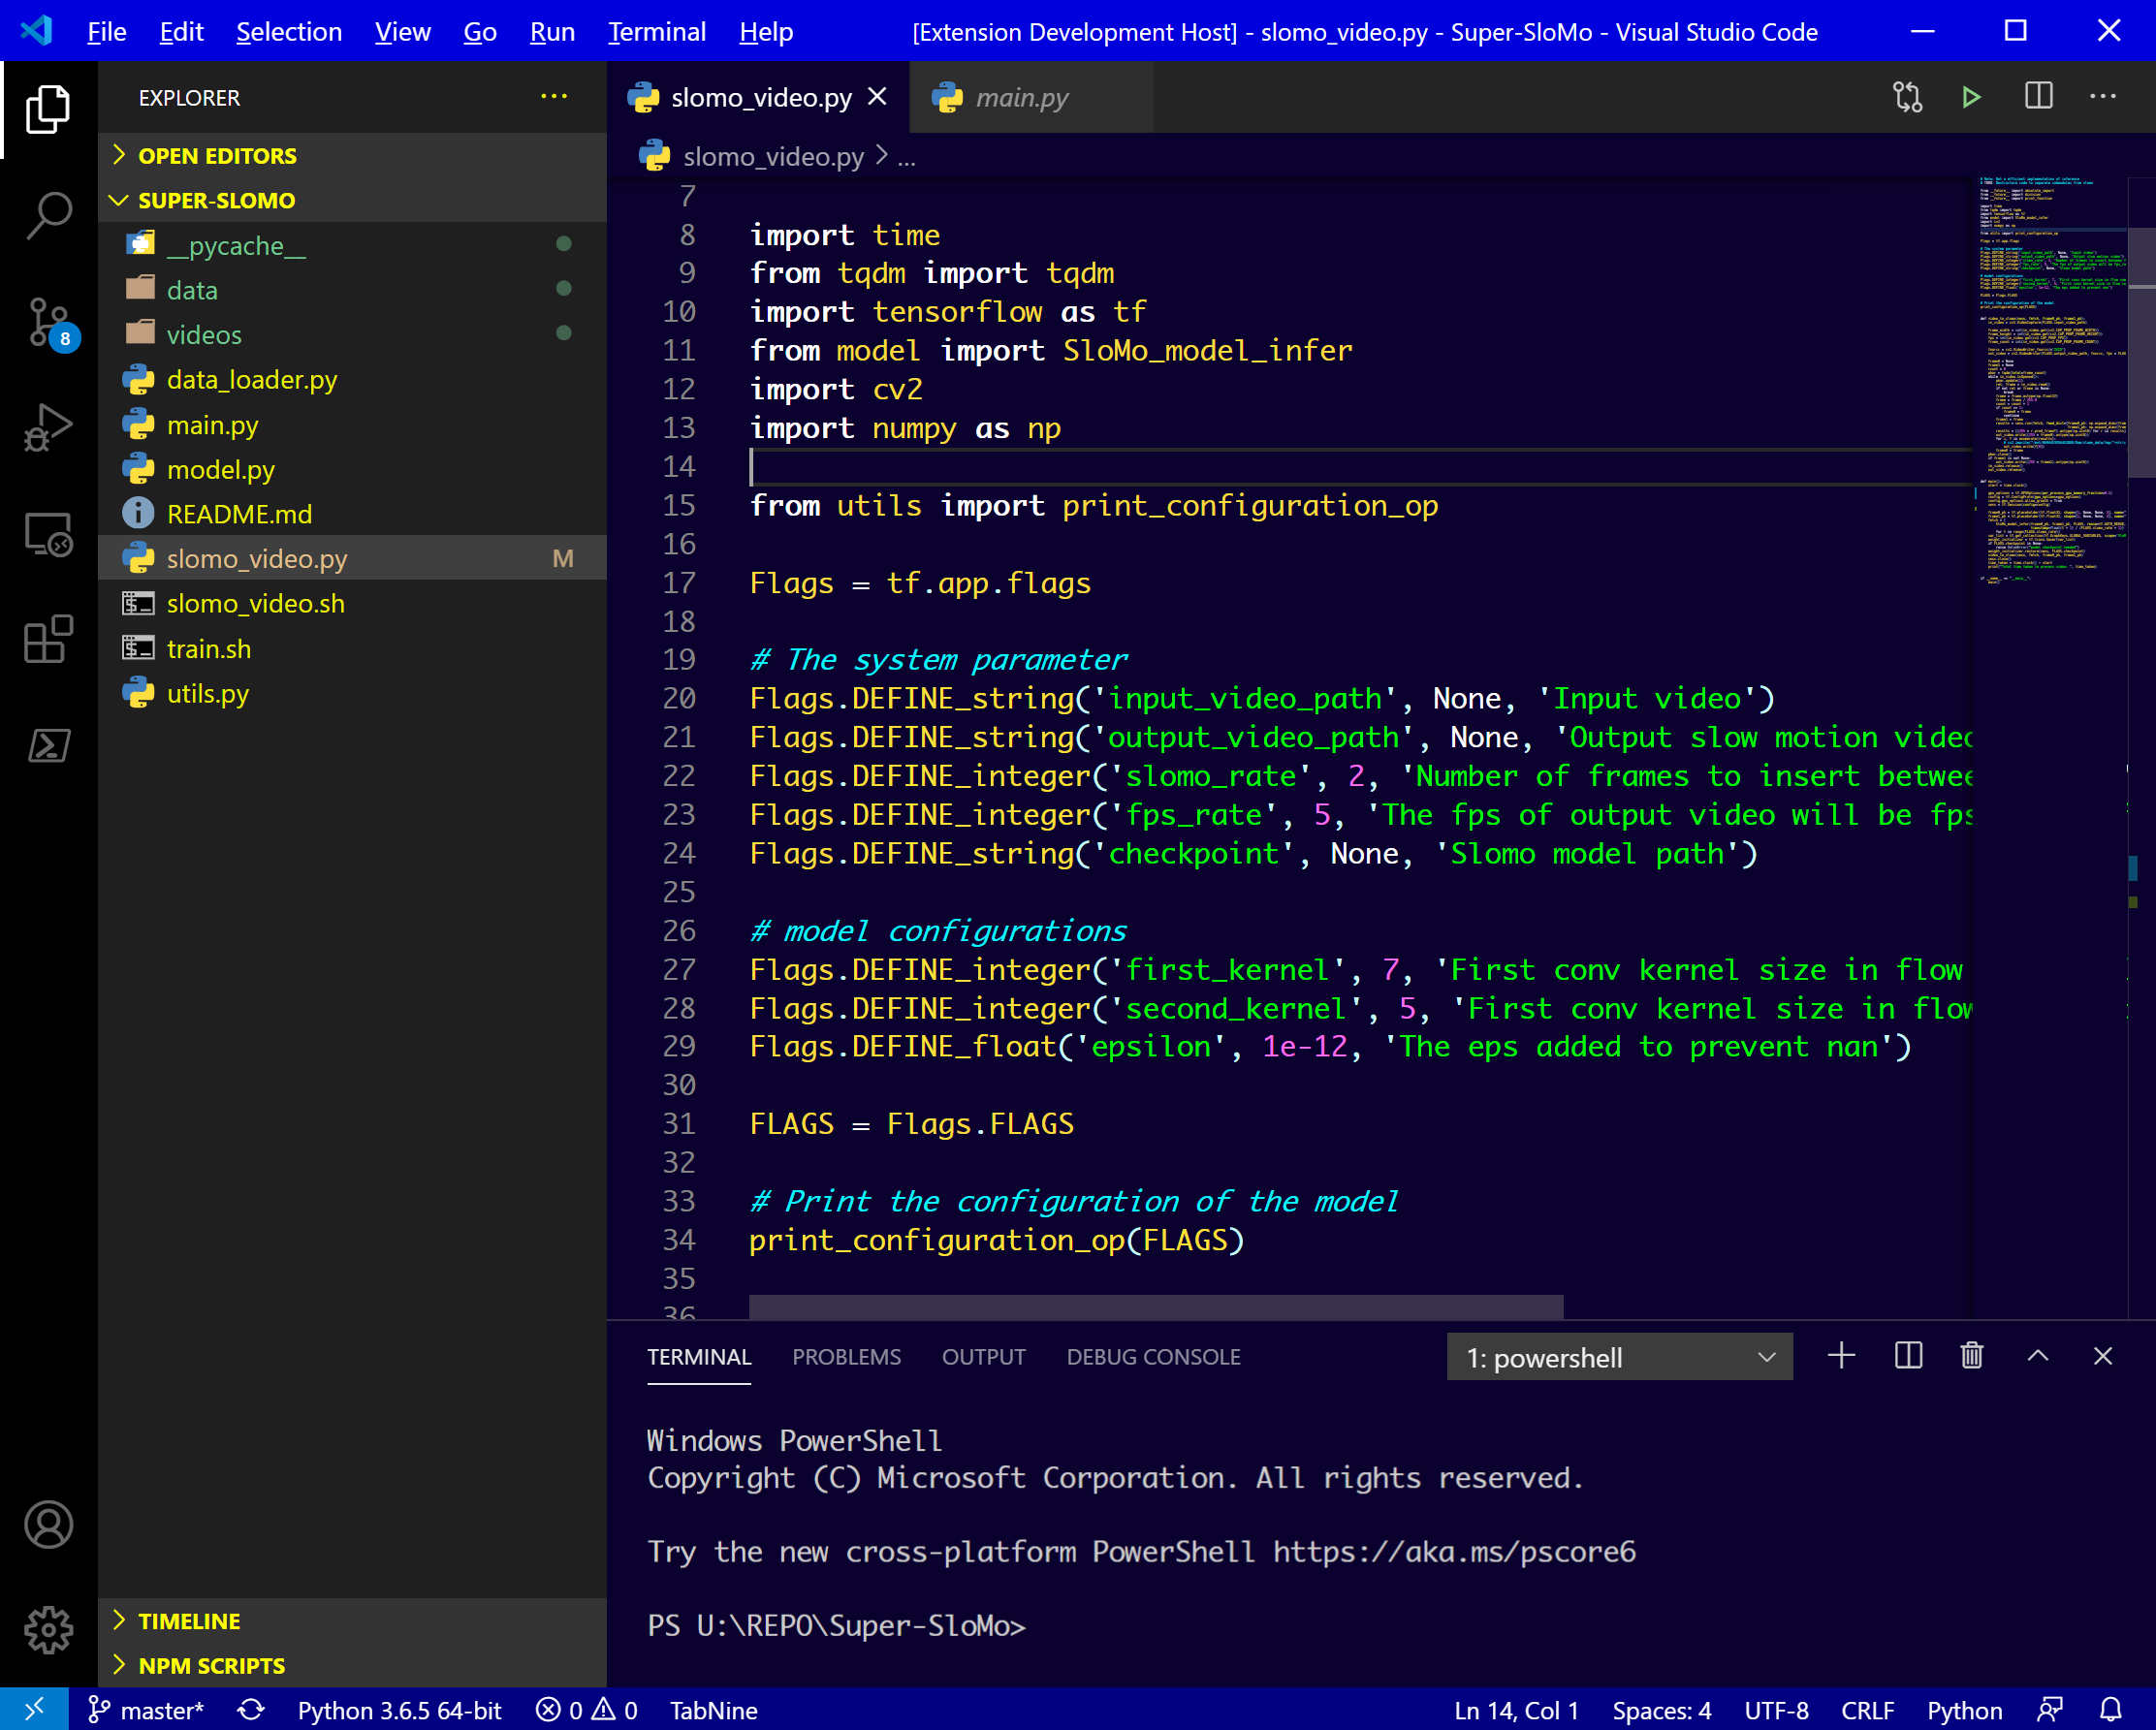 File Edit Selection View Go Run Terminal Help [Extension Development Host] - slomo_video.py - Super-SloMo - Visual Studio Code
EXPLORER
OPEN EDITORS
SUPER-SLOMO
__pycache__
data
videos
data_loader.py
main.py
model.py
README.md
slomo_video.py M
slomo_video.sh
train.sh
utils.py
TIMELINE
NPM SCRIPTS
8
slomo_video.py main.py
slomo_video.py > ...
7
8 import time
9 from tqdm import tqdm
10 import tensorflow as tf
11 from model import SloMo_model_infer
12 import cv2
13 import numpy as np
14
15 from utils import print_configuration_op
16
17 Flags = tf.app.flags
18
19 # The system parameter
20 Flags.DEFINE_string('input_video_path', None, 'Input video')
21 Flags.DEFINE_string('output_video_path', None, 'Output slow motion video
22 Flags.DEFINE_integer('slomo_rate', 2, 'Number of frames to insert betwee
23 Flags.DEFINE_integer('fps_rate', 5, 'The fps of output video will be fps
24 Flags.DEFINE_string('checkpoint', None, 'Slomo model path')
25
26 # model configurations
27 Flags.DEFINE_integer('first_kernel', 7, 'First conv kernel size in flow
28 Flags.DEFINE_integer('second_kernel', 5, 'First conv kernel size in flow
29 Flags.DEFINE_float('epsilon', 1e-12, 'The eps added to prevent nan')
30
31 FLAGS = Flags.FLAGS
32
33 # Print the configuration of the model
34 print_configuration_op(FLAGS)
35
36
TERMINAL PROBLEMS OUTPUT DEBUG CONSOLE 1: powershell
Windows PowerShell
Copyright (C) Microsoft Corporation. All rights reserved.
Try the new cross-platform PowerShell https://aka.ms/pscore6
PS U:\REPO\Super-SloMo>
master* Python 3.6.5 64-bit 0 0 TabNine Ln 14, Col 1 Spaces: 4 UTF-8 CRLF Python